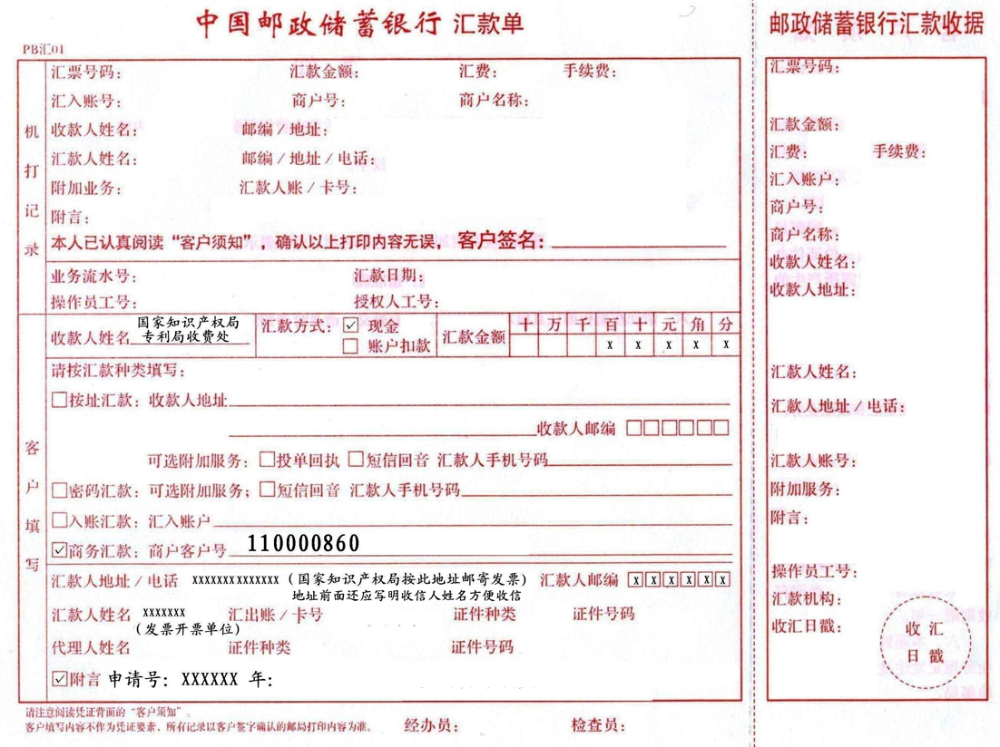 中国邮政储蓄银行 汇款单
PB汇01
机打记录
汇票号码： 汇款金额： 汇费： 手续费：
汇入账号： 商户号： 商户名称：
收款人姓名： 邮编/地址：
汇款人姓名： 邮编/地址/电话：
附加业务： 汇款人账/卡号：
附言：
本人已认真阅读“客户须知”，确认以上打印内容无误，客户签名：
业务流水号： 汇款日期：
操作员工号： 授权人工号：
客户填写
收款人姓名 国家知识产权局
专利局收费处
汇款方式： ☑ 现金
□ 账户扣款
汇款金额 十 万 千 百 十 元 角 分
x x x x x
请按汇款种类填写：
□按址汇款：收款人地址
收款人邮编 □□□□□□
可选附加服务：□投单回执 □短信回音 汇款人手机号码
□密码汇款：可选附加服务；□短信回音 汇款人手机号码
□入账汇款：汇入账户
☑商务汇款：商户客户号 110000860
汇款人地址/电话 xxxxxxxxxxxxxx （国家知识产权局按此地址邮寄发票） 汇款人邮编 x x x x x x
地址前面还应写明收信人姓名方便收信
汇款人姓名 xxxxxxx 汇出账/卡号 证件种类 证件号码
（发票开票单位）
代理人姓名 证件种类 证件号码
☑附言 申请号：XXXXXX 年：
请注意阅读凭证背面的“客户须知”。
客户填写内容不作为凭证要素，所有记录以客户签字确认的邮局打印内容为准。 经办员： 检查员：
邮政储蓄银行汇款收据
汇票号码：
汇款金额：
汇费： 手续费：
汇入账户：
商户号：
商户名称：
收款人姓名：
收款人地址：
汇款人姓名：
汇款人地址/电话：
汇款人账号：
附加服务：
附言：
操作员工号：
汇款机构：
收汇日戳：
收汇
日戳